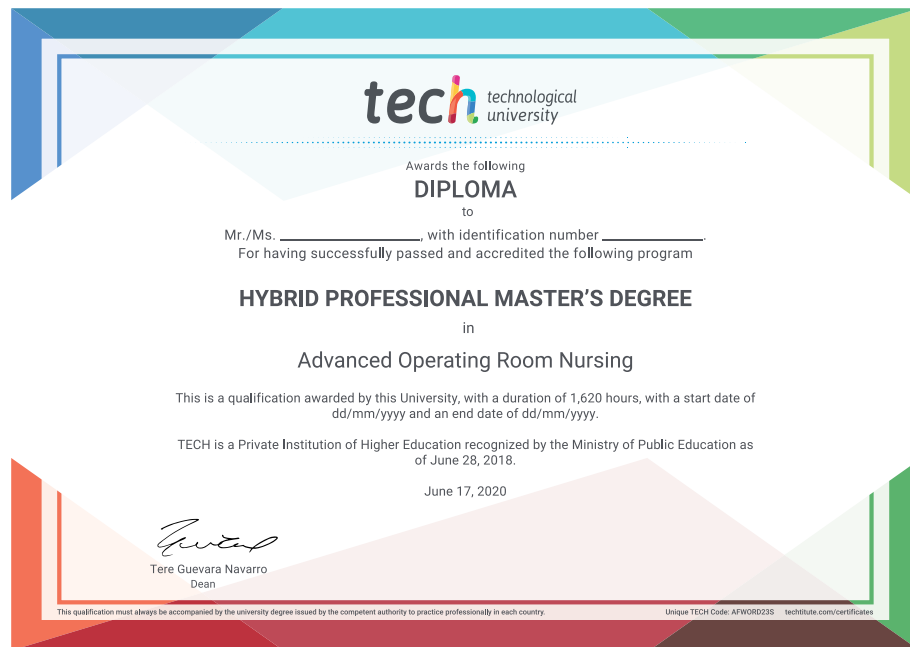 tech technological
university
Awards the following
DIPLOMA
to
Mr./Ms. ____________________, with identification number ______________.
For having successfully passed and accredited the following program
HYBRID PROFESSIONAL MASTER'S DEGREE
in
Advanced Operating Room Nursing
This is a qualification awarded by this University, with a duration of 1,620 hours, with a start date of
dd/mm/yyyy and an end date of dd/mm/yyyy.
TECH is a Private Institution of Higher Education recognized by the Ministry of Public Education as
of June 28, 2018.
June 17, 2020
Tere Guevara Navarro
Dean
This qualification must always be accompanied by the university degree issued by the competent authority to practice professionally in each country. Unique TECH Code: AFWORD23S techtitute.com/certificates